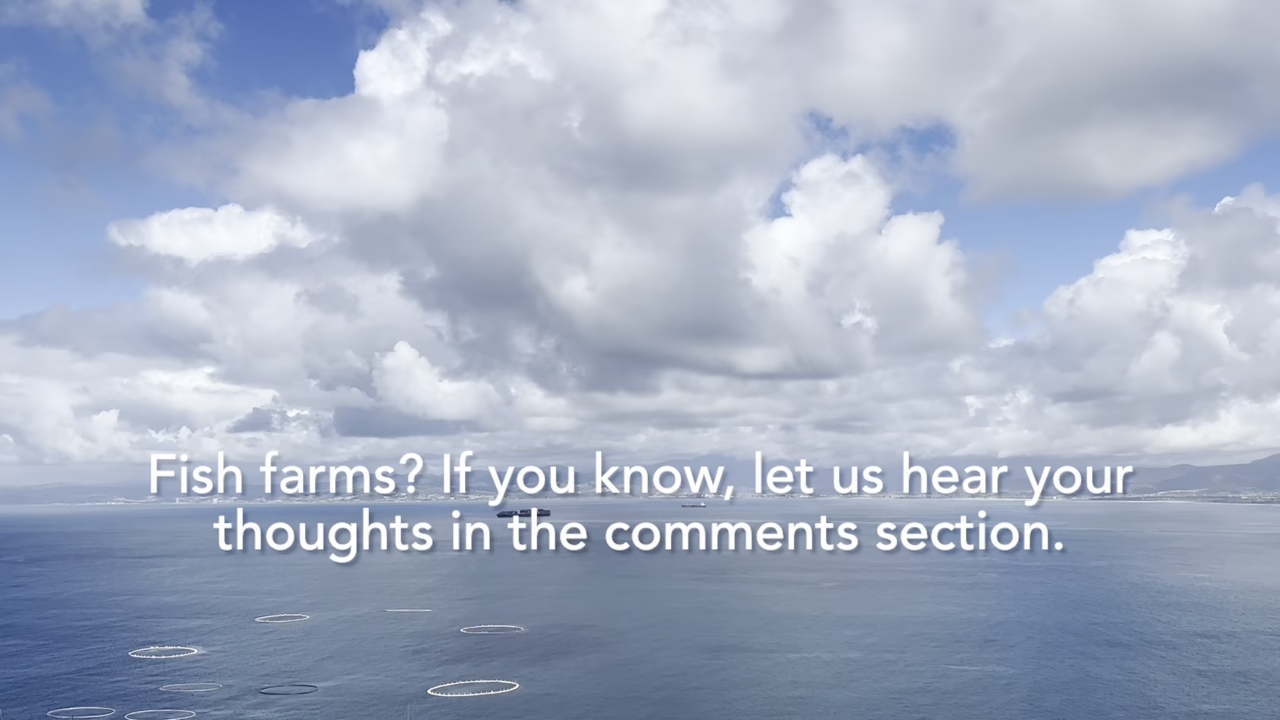 Fish farms? If you know, let us hear your
thoughts in the comments section.